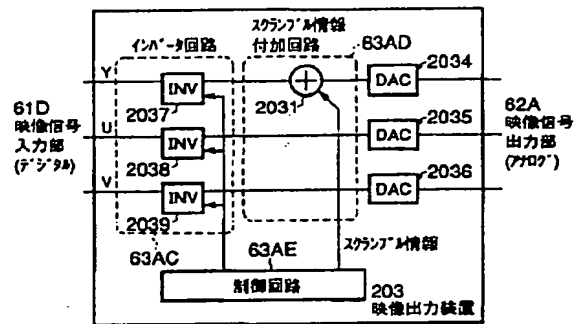 インバータ回路
スクランブル情報
付加回路
63AD
2034
61D
映像信号
入力部
(デジタル)
Y
INV
2037
2031
DAC
2035
62A
映像信号
出力部
(アナログ)
U
INV
2038
DAC
2036
V
INV
2039
DAC
63AC
63AE
スクランブル情報
制御回路
203
映像出力装置